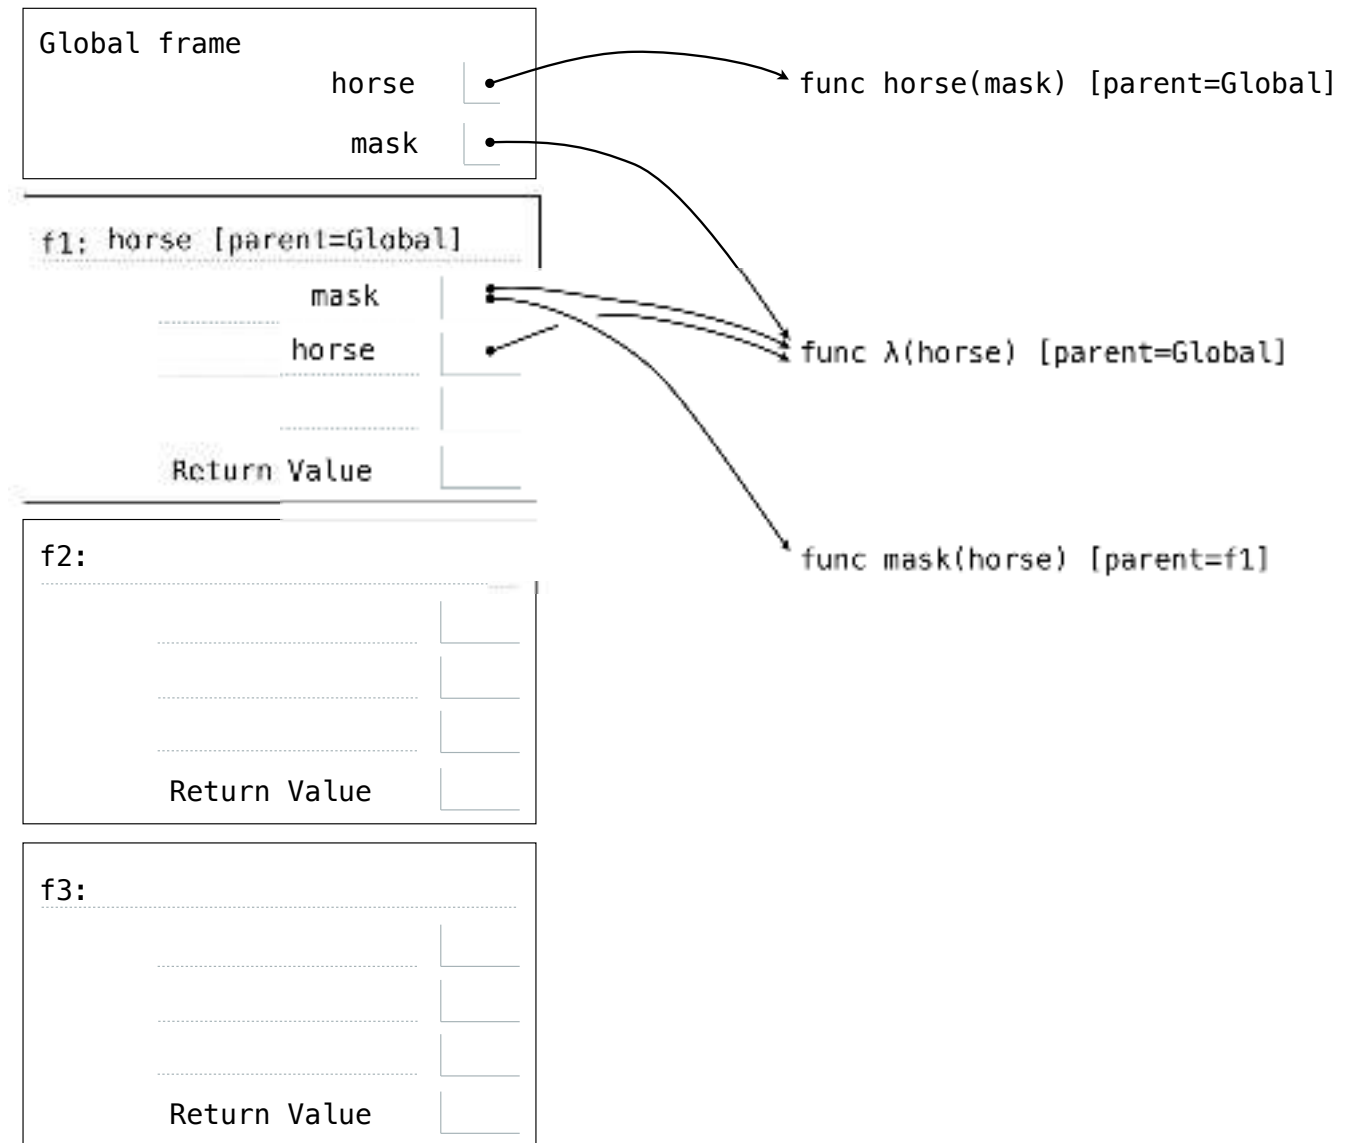 Global frame
horse
func horse(mask) [parent=Global]
mask
f1: horse [parent=Global]
mask
horse
func λ(horse) [parent=Global]
Return Value
f2:
func mask(horse) [parent=f1]
Return Value
f3:
Return Value